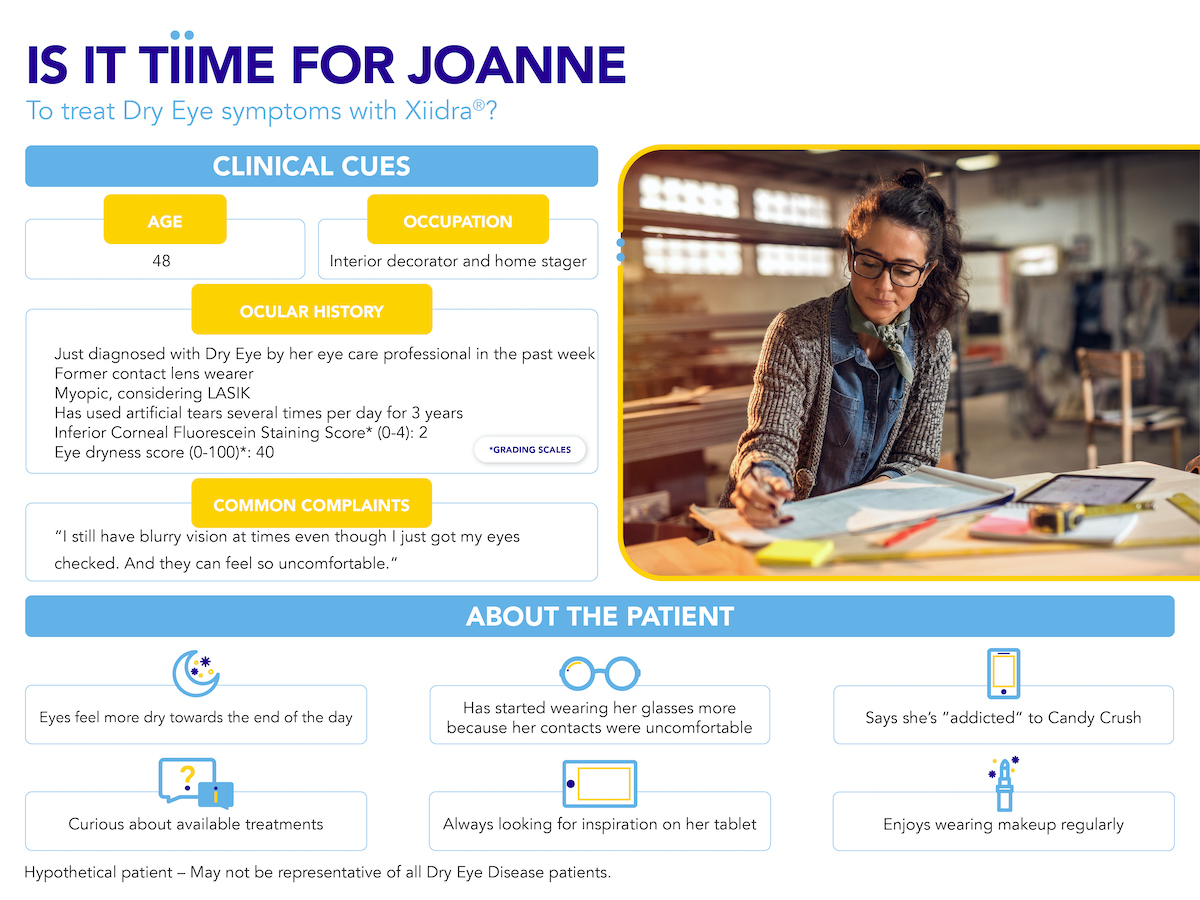 IS IT TIIME FOR JOANNE
To treat Dry Eye symptoms with Xiidra®?
CLINICAL CUES
AGE
48
OCCUPATION
Interior decorator and home stager
OCULAR HISTORY
Just diagnosed with Dry Eye by her eye care professional in the past week
Former contact lens wearer
Myopic, considering LASIK
Has used artificial tears several times per day for 3 years
Inferior Corneal Fluorescein Staining Score* (0-4): 2
Eye dryness score (0-100)*: 40
*GRADING SCALES
COMMON COMPLAINTS
“I still have blurry vision at times even though I just got my eyes
checked. And they can feel so uncomfortable.“
ABOUT THE PATIENT
Eyes feel more dry towards the end of the day
Has started wearing her glasses more
because her contacts were uncomfortable
Says she’s “addicted” to Candy Crush
?
i
Curious about available treatments
Always looking for inspiration on her tablet
Enjoys wearing makeup regularly
Hypothetical patient – May not be representative of all Dry Eye Disease patients.